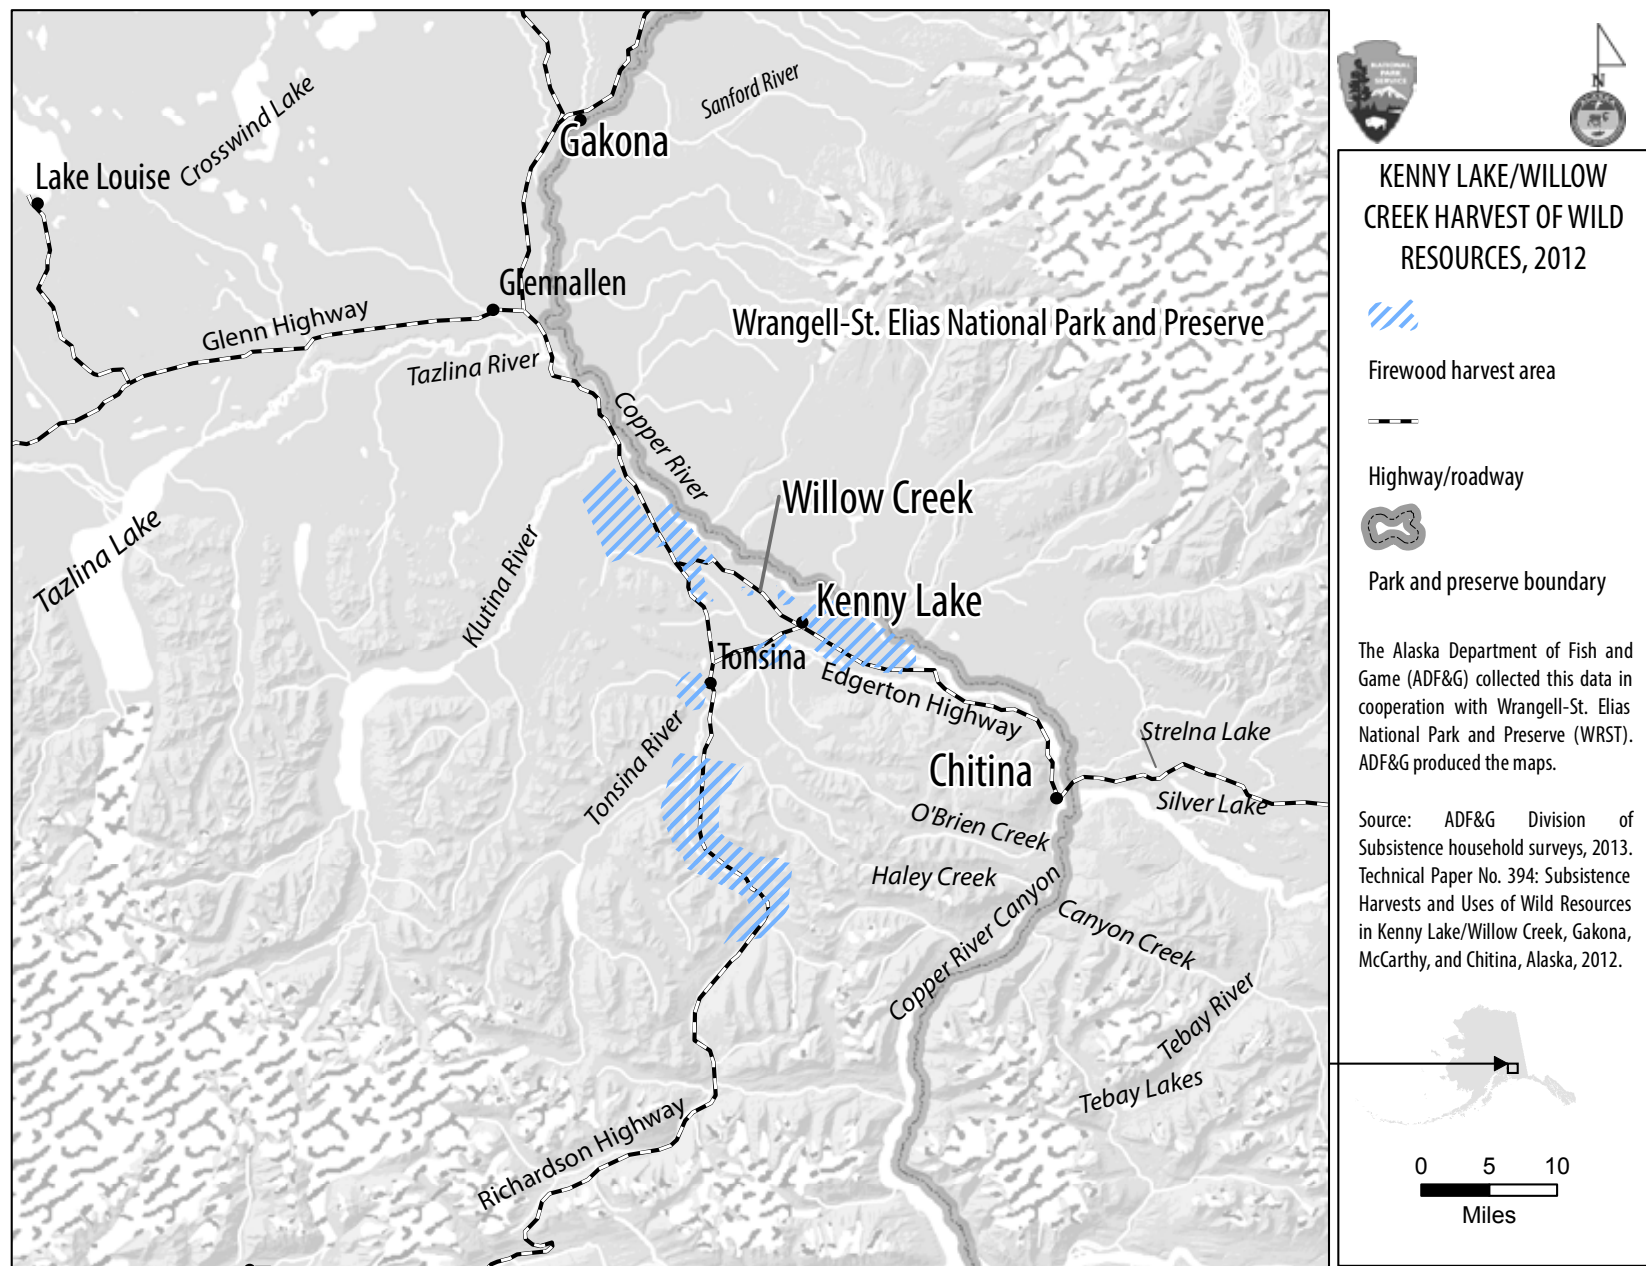 Sanford River
Crosswind Lake
Gakona
Lake Louise
Glennallen
Glenn Highway
Wrangell-St. Elias National Park and Preserve
Tazlina River
Copper River
Willow Creek
Tazlina Lake
Klutina River
Kenny Lake
Tonsina
Edgerton Highway
Tonsina River
Strelna Lake
Chitina
Silver Lake
O'Brien Creek
Haley Creek
Copper River Canyon
Canyon Creek
Tebay River
Tebay Lakes
Richardson Highway
NATIONAL
PARK
SERVICE
N
KENNY LAKE/WILLOW
CREEK HARVEST OF WILD
RESOURCES, 2012
Firewood harvest area
Highway/roadway
Park and preserve boundary
The Alaska Department of Fish and
Game (ADF&G) collected this data in
cooperation with Wrangell-St. Elias
National Park and Preserve (WRST).
ADF&G produced the maps.
Source: ADF&G Division of
Subsistence household surveys, 2013.
Technical Paper No. 394: Subsistence
Harvests and Uses of Wild Resources
in Kenny Lake/Willow Creek, Gakona,
McCarthy, and Chitina, Alaska, 2012.
0 5 10
Miles